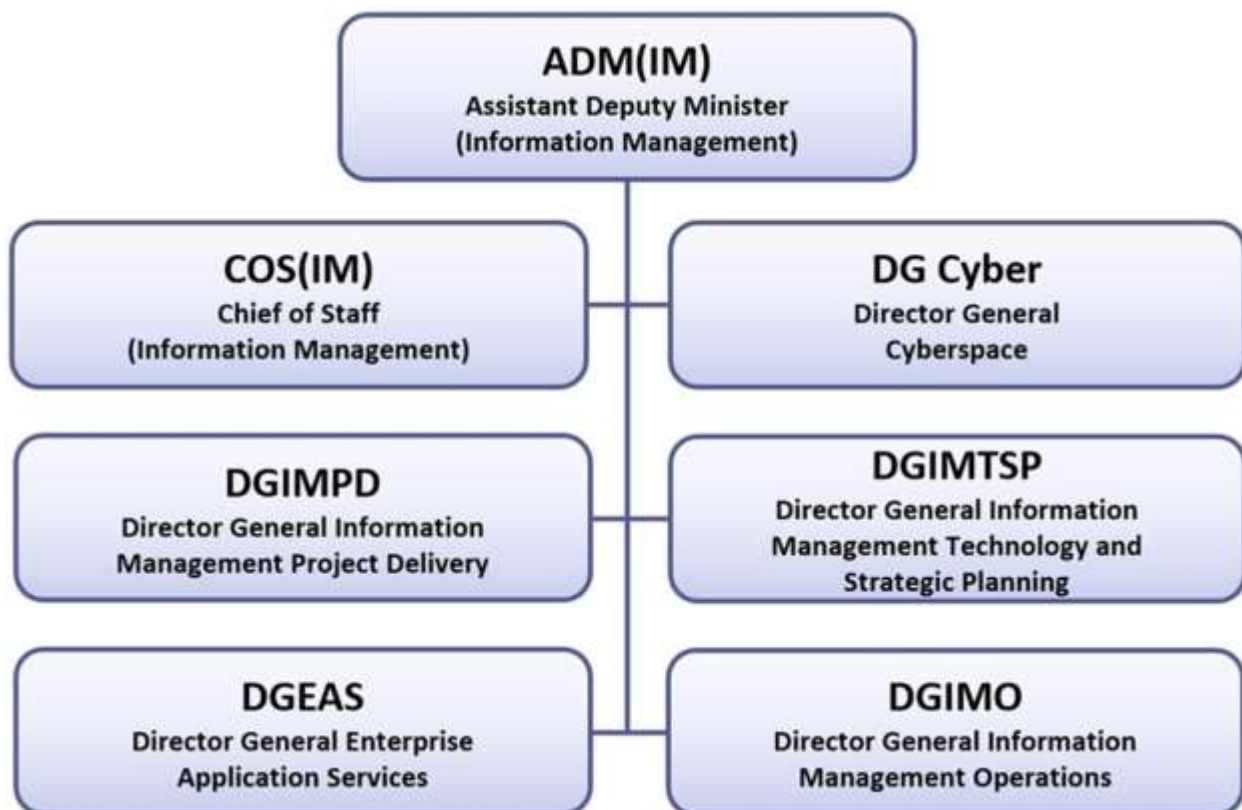 ADM(IM)
Assistant Deputy Minister
(Information Management)
COS(IM)
Chief of Staff
(Information Management)
DG Cyber
Director General
Cyberspace
DGIMPD
Director General Information
Management Project Delivery
DGIMTSP
Director General Information
Management Technology and
Strategic Planning
DGEAS
Director General Enterprise
Application Services
DGIMO
Director General Information
Management Operations